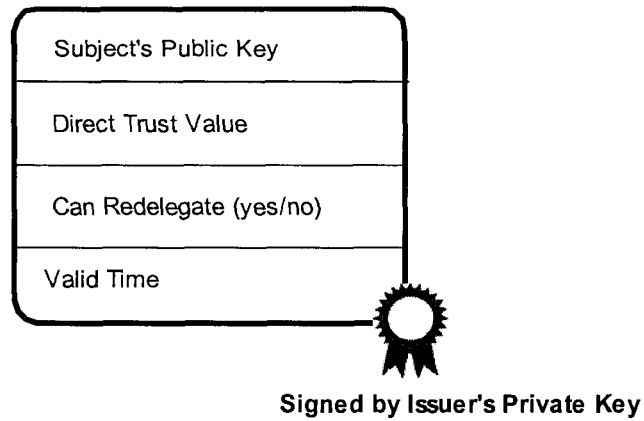 Subject's Public Key
Direct Trust Value
Can Redelegate (yes/no)
Valid Time
Signed by Issuer's Private Key